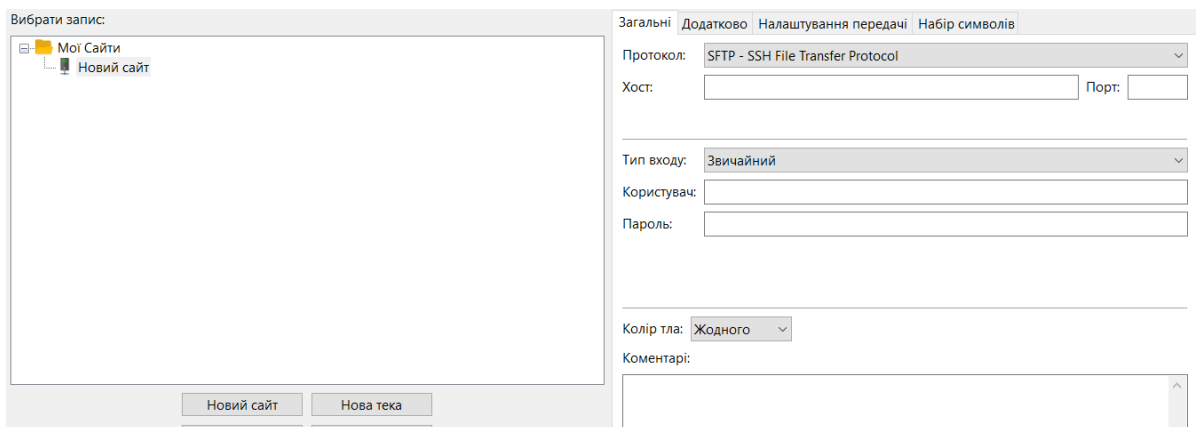 Вибрати запис:
Мої Сайти
Новий сайт
Новий сайт
Нова тека
Загальні Додатково Налаштування передачі Набір символів
Протокол: SFTP - SSH File Transfer Protocol
Хост:
Порт:
Тип входу: Звичайний
Користувач:
Пароль:
Колір тла: Жодного
Коментарі: